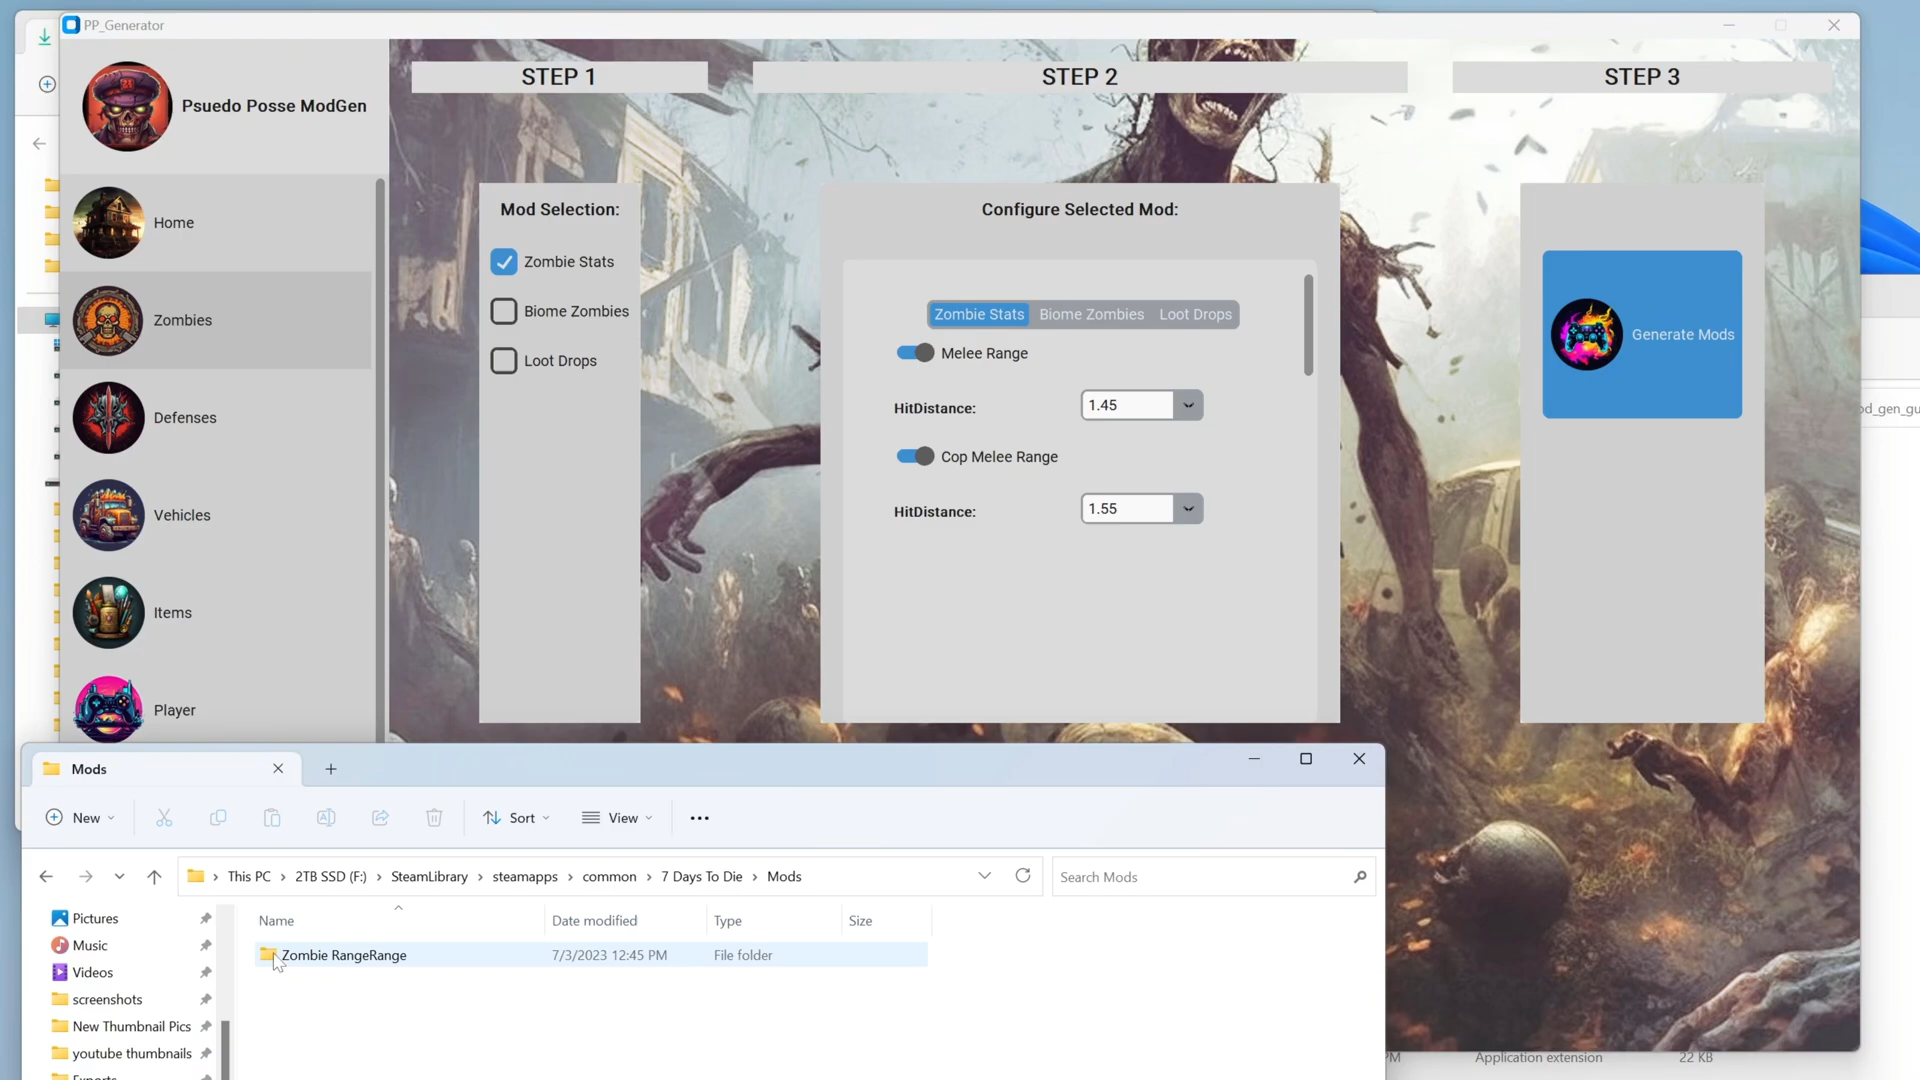 PP_Generator
Psuedo Posse ModGen
Home
Zombies
Defenses
Vehicles
Items
Player
STEP 1
STEP 2
STEP 3
Mod Selection:
Zombie Stats
Biome Zombies
Loot Drops
Configure Selected Mod:
Zombie Stats Biome Zombies Loot Drops
Melee Range
HitDistance: 1.45
Cop Melee Range
HitDistance: 1.55
Generate Mods
Mods
New Sort View
This PC > 2TB SSD (F:) > SteamLibrary > steamapps > common > 7 Days To Die > Mods
Search Mods
Pictures
Music
Videos
screenshots
New Thumbnail Pics
youtube thumbnails
Name Date modified Type Size
Zombie RangeRange 7/3/2023 12:45 PM File folder
Application extension 22 KB